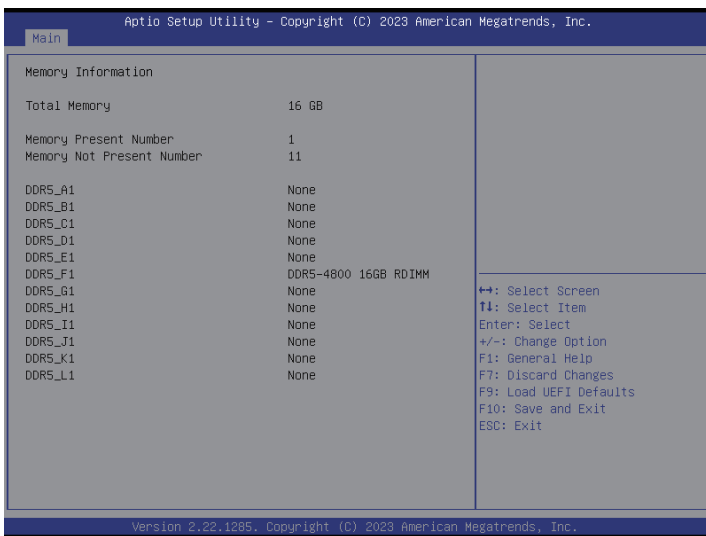 Aptio Setup Utility – Copyright (C) 2023 American Megatrends, Inc.
Main
Memory Information
Total Memory 16 GB
Memory Present Number 1
Memory Not Present Number 11
DDR5_A1 None
DDR5_B1 None
DDR5_C1 None
DDR5_D1 None
DDR5_E1 None
DDR5_F1 DDR5-4800 16GB RDIMM
DDR5_G1 None
DDR5_H1 None
DDR5_I1 None
DDR5_J1 None
DDR5_K1 None
DDR5_L1 None
↔: Select Screen
↑↓: Select Item
Enter: Select
+/-: Change Option
F1: General Help
F7: Discard Changes
F9: Load UEFI Defaults
F10: Save and Exit
ESC: Exit
Version 2.22.1285. Copyright (C) 2023 American Megatrends, Inc.